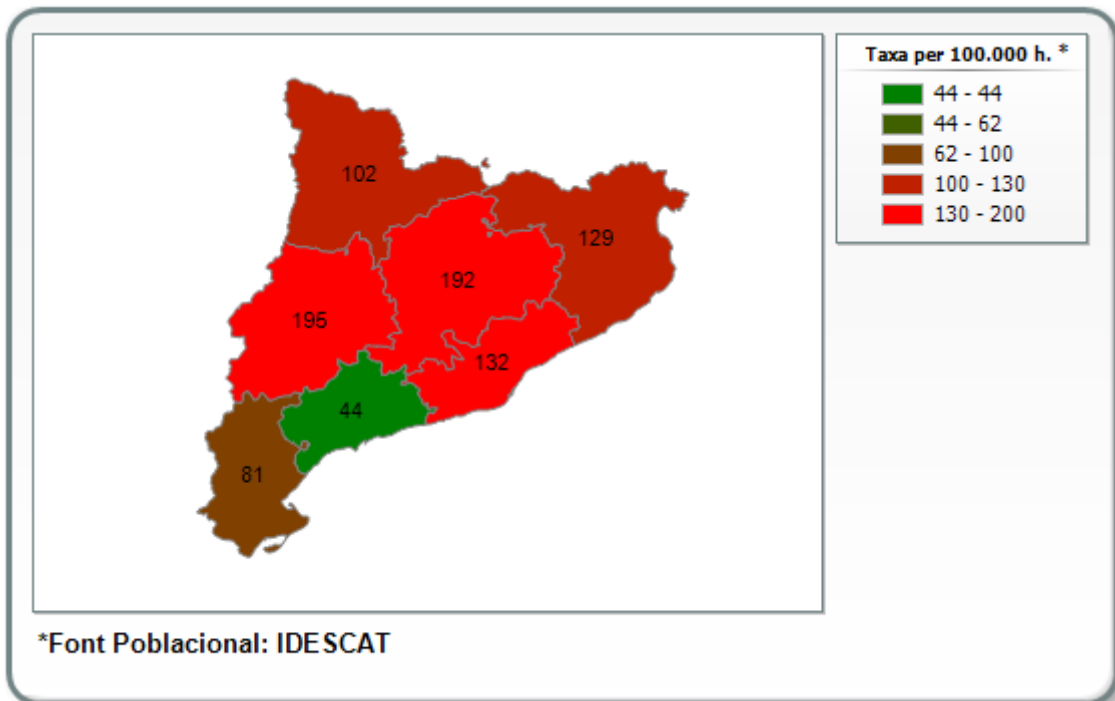 Taxa per 100.000 h. *
44 - 44
44 - 62
62 - 100
100 - 130
130 - 200
102
129
192
195
132
44
81
*Font Poblacional: IDESCAT